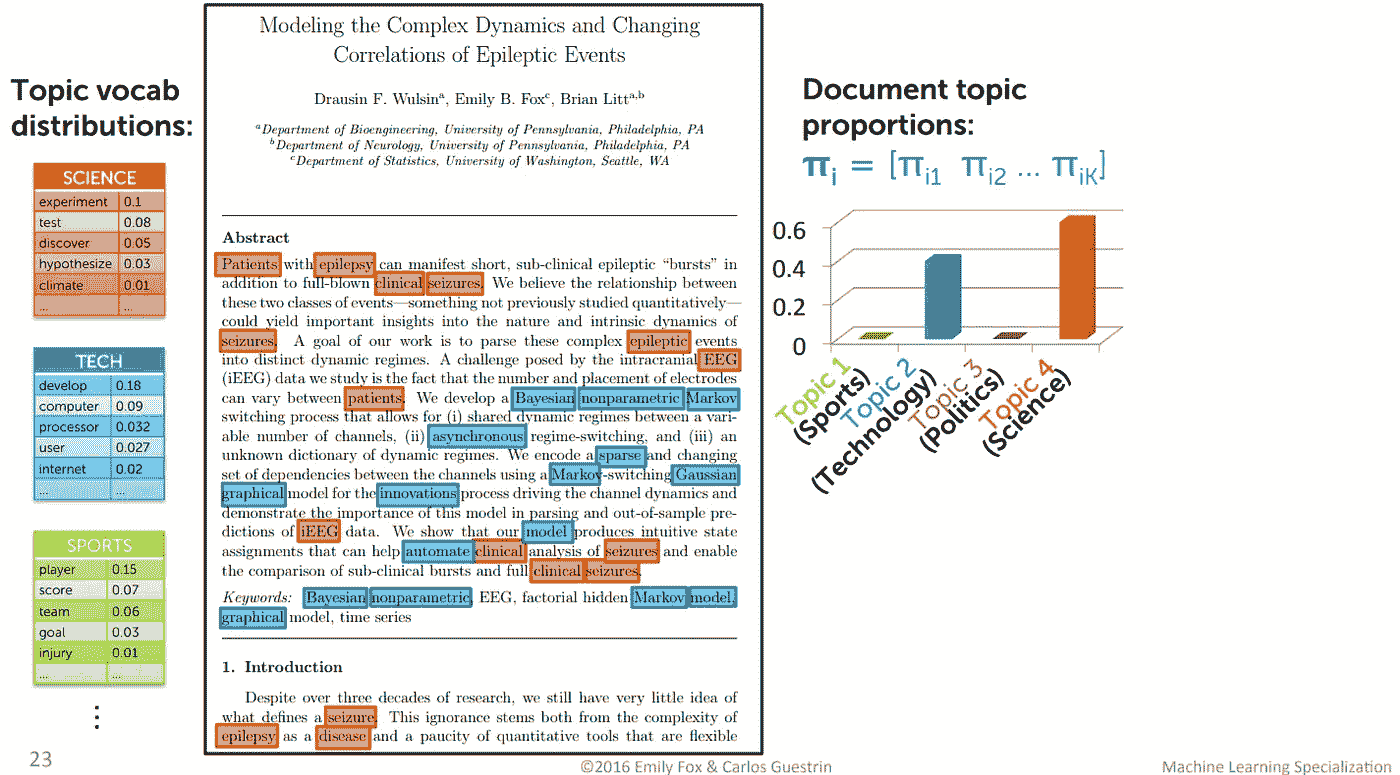 Topic vocab
distributions:
SCIENCE
experiment 0.1
test 0.08
discover 0.05
hypothesize 0.03
climate 0.01
... ...
TECH
develop 0.18
computer 0.09
processor 0.032
user 0.027
internet 0.02
... ...
SPORTS
player 0.15
score 0.07
team 0.06
goal 0.03
injury 0.01
... ...
⋮
Modeling the Complex Dynamics and Changing
Correlations of Epileptic Events
Drausin F. Wulsinᵃ, Emily B. Foxᶜ, Brian Littᵃ,ᵇ
ᵃDepartment of Bioengineering, University of Pennsylvania, Philadelphia, PA
ᵇDepartment of Neurology, University of Pennsylvania, Philadelphia, PA
ᶜDepartment of Statistics, University of Washington, Seattle, WA
Abstract
Patients with epilepsy can manifest short, sub-clinical epileptic “bursts” in
addition to full-blown clinical seizures. We believe the relationship between
these two classes of events—something not previously studied quantitatively—
could yield important insights into the nature and intrinsic dynamics of
seizures. A goal of our work is to parse these complex epileptic events
into distinct dynamic regimes. A challenge posed by the intracranial EEG
(iEEG) data we study is the fact that the number and placement of electrodes
can vary between patients. We develop a Bayesian nonparametric Markov
switching process that allows for (i) shared dynamic regimes between a vari-
able number of channels, (ii) asynchronous regime-switching, and (iii) an
unknown dictionary of dynamic regimes. We encode a sparse and changing
set of dependencies between the channels using a Markov-switching Gaussian
graphical model for the innovations process driving the channel dynamics and
demonstrate the importance of this model in parsing and out-of-sample pre-
dictions of iEEG data. We show that our model produces intuitive state
assignments that can help automate clinical analysis of seizures and enable
the comparison of sub-clinical bursts and full clinical seizures.
Keywords: Bayesian nonparametric, EEG, factorial hidden Markov model,
graphical model, time series
1. Introduction
Despite over three decades of research, we still have very little idea of
what defines a seizure. This ignorance stems both from the complexity of
epilepsy as a disease and a paucity of quantitative tools that are flexible
Document topic
proportions:
πᵢ = [πi1 πi2 ... πiK]
0.6
0.4
0.2
0
Topic 1
(Sports)
Topic 2
(Technology)
Topic 3
(Politics)
Topic 4
(Science)
23
©2016 Emily Fox & Carlos Guestrin
Machine Learning Specialization